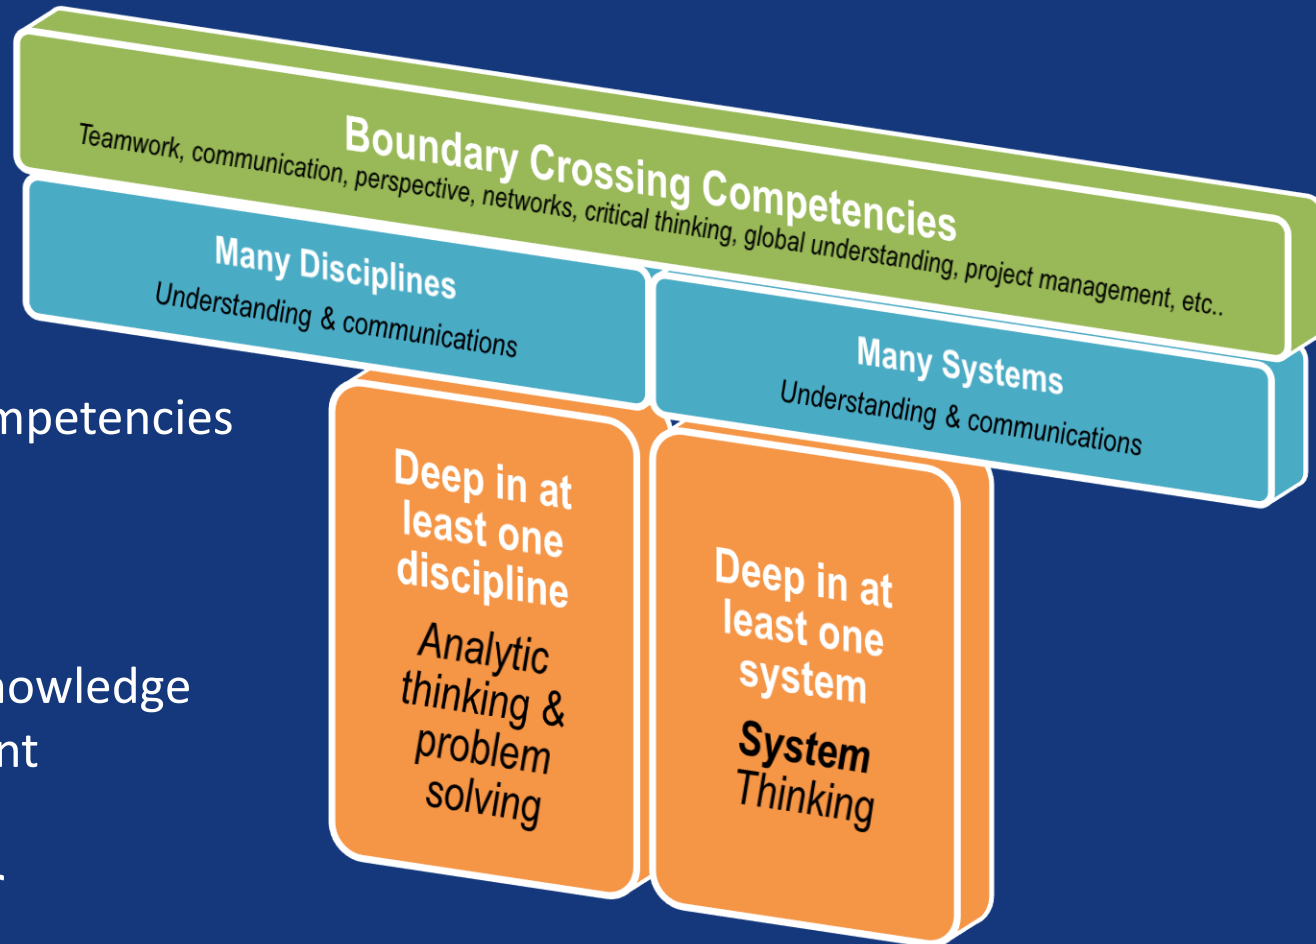 Boundary Crossing Competencies
Teamwork, communication, perspective, networks, critical thinking, global understanding, project management, etc..
Many Disciplines
Understanding & communications
Many Systems
Understanding & communications
Deep in at
least one
discipline
Analytic
thinking &
problem
solving
Deep in at
least one
system
System
Thinking
mpetencies
nowledge
nt